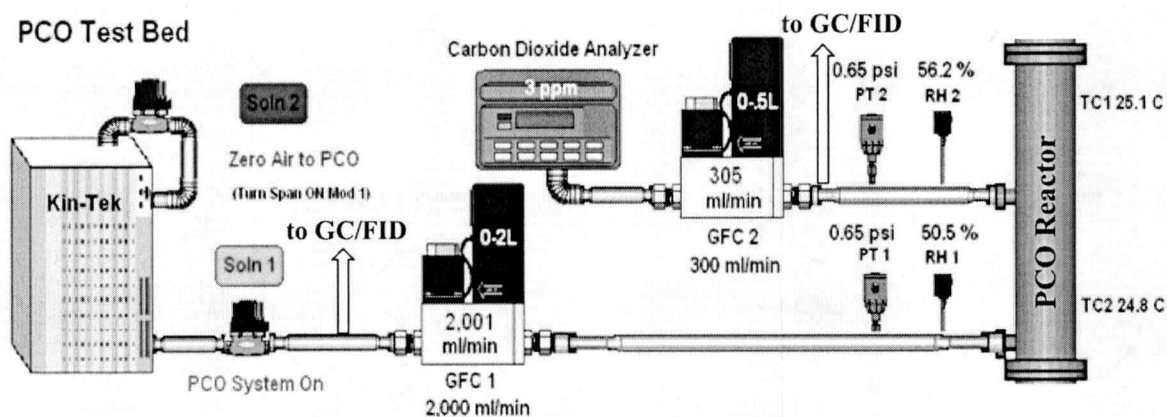 PCO Test Bed
Carbon Dioxide Analyzer
to GC/FID
3 ppm
0-.5L
0.65 psi
PT 2
56.2 %
RH 2
TC1 25.1 C
Soln 2
Zero Air to PCO
(Turn Span ON Mod 1)
Kin-Tek
305
ml/min
GFC 2
300 ml/min
to GC/FID
Soln 1
0-2L
0.65 psi
PT 1
50.5 %
RH 1
PCO Reactor
TC2 24.8 C
2,001
ml/min
PCO System On
GFC 1
2,000 ml/min